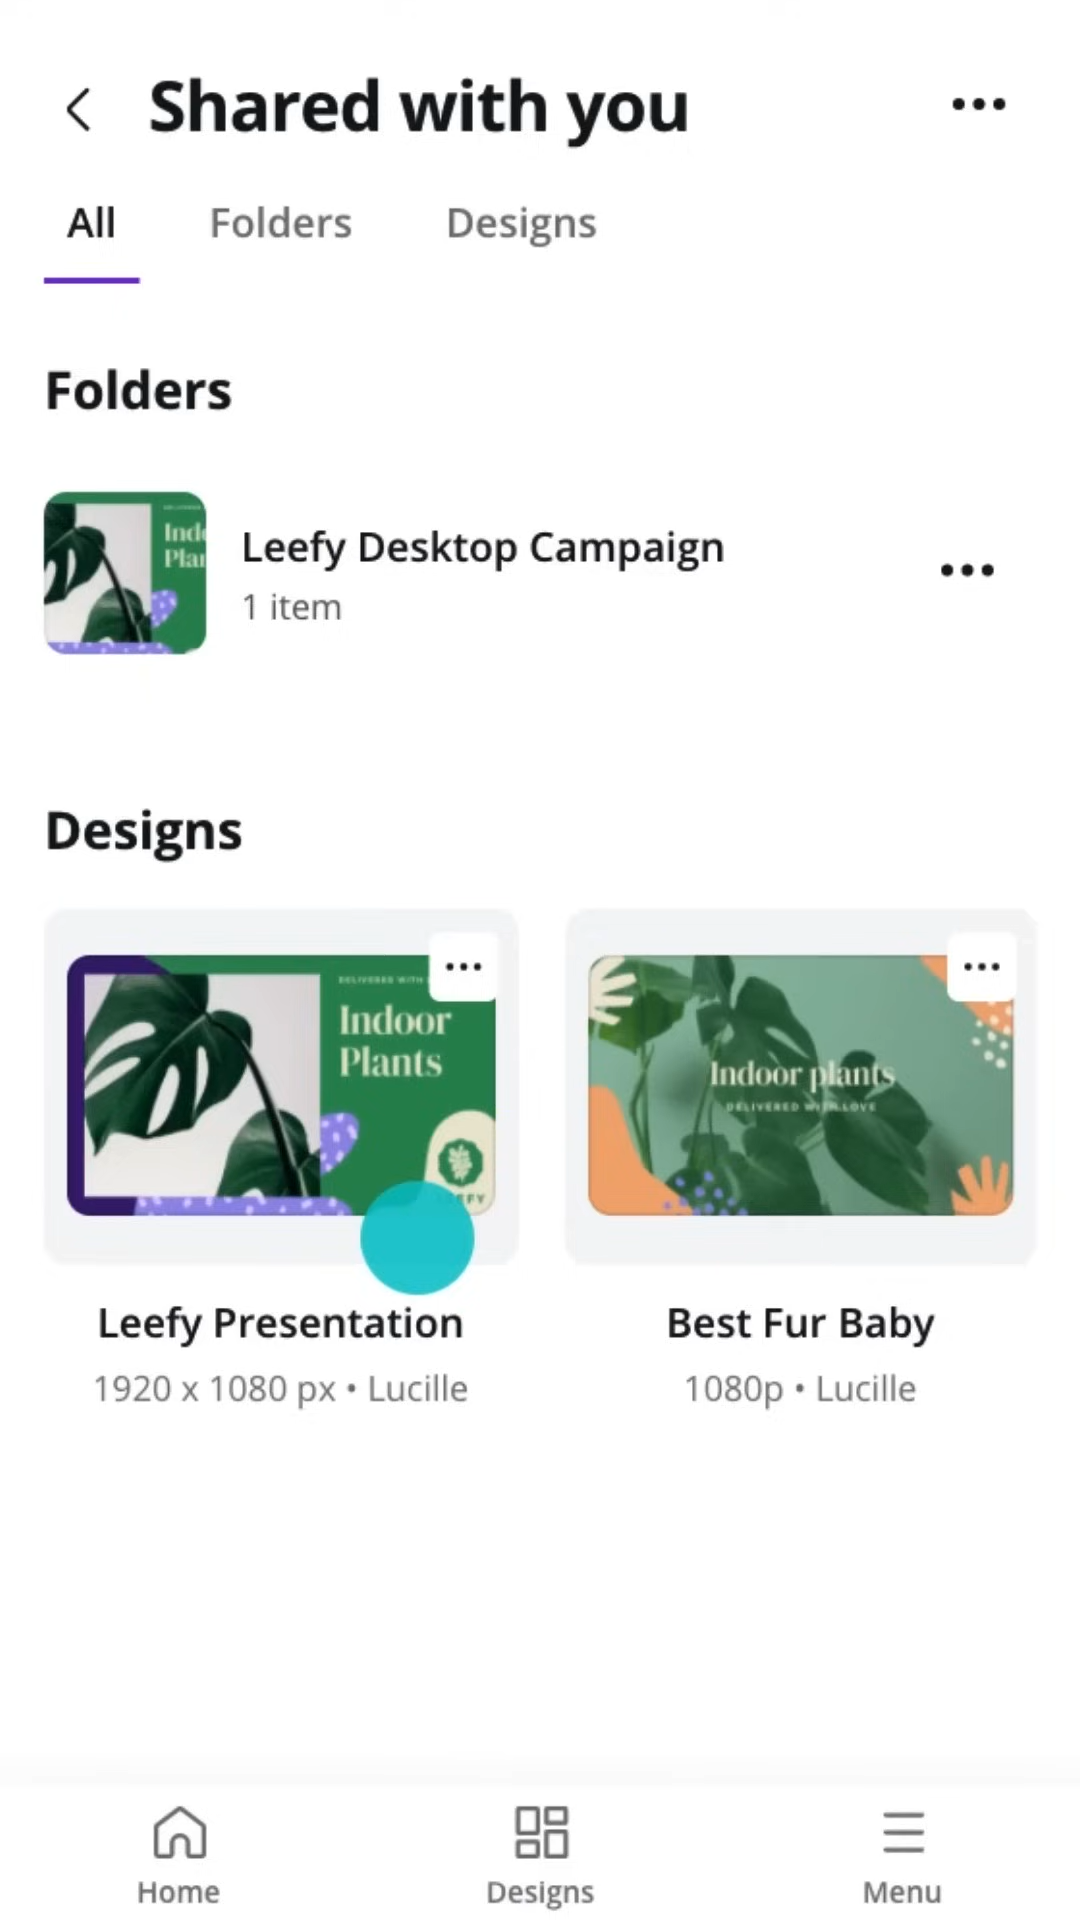 Shared with you
All
Folders
Designs
Folders
Leefy Desktop Campaign
1 item
Designs
DELIVERED WITH
Indoor
Plants
Indoor plants
DELIVERED WITH LOVE
Leefy Presentation
1920 x 1080 px • Lucille
Best Fur Baby
1080p • Lucille
Home
Designs
Menu